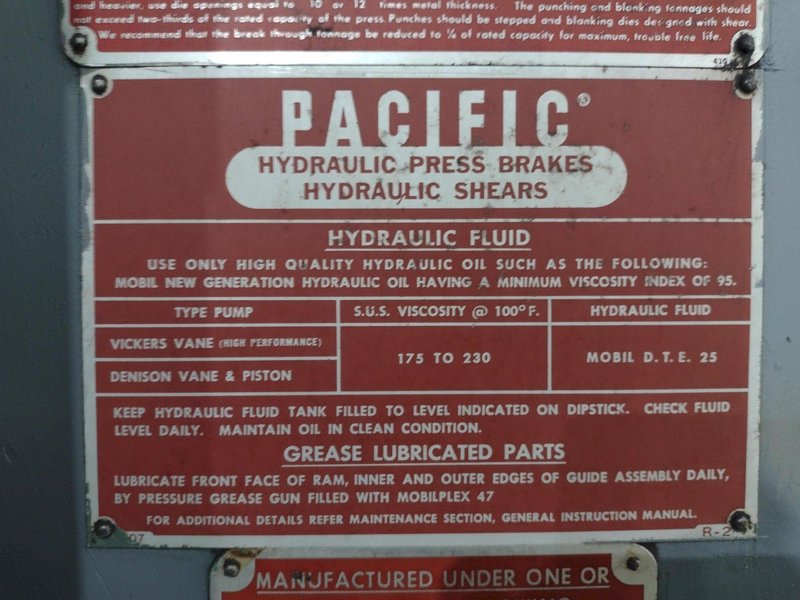 and heavier, use die openings equal to 10 or 12 times metal thickness. The punching and blanking tonnages should
not exceed two-thirds of the rated capacity of the press. Punches should be stepped and blanking dies designed with shear.
We recommend that the break through tonnage be reduced to ¼ of rated capacity for maximum, trouble free life.
PACIFIC®
HYDRAULIC PRESS BRAKES
HYDRAULIC SHEARS
HYDRAULIC FLUID
USE ONLY HIGH QUALITY HYDRAULIC OIL SUCH AS THE FOLLOWING:
MOBIL NEW GENERATION HYDRAULIC OIL HAVING A MINIMUM VISCOSITY INDEX OF 95.
TYPE PUMP S.U.S. VISCOSITY @ 100°F. HYDRAULIC FLUID
VICKERS VANE (HIGH PERFORMANCE)
175 TO 230 MOBIL D.T.E. 25
DENISON VANE & PISTON
KEEP HYDRAULIC FLUID TANK FILLED TO LEVEL INDICATED ON DIPSTICK. CHECK FLUID
LEVEL DAILY. MAINTAIN OIL IN CLEAN CONDITION.
GREASE LUBRICATED PARTS
LUBRICATE FRONT FACE OF RAM, INNER AND OUTER EDGES OF GUIDE ASSEMBLY DAILY,
BY PRESSURE GREASE GUN FILLED WITH MOBILPLEX 47
FOR ADDITIONAL DETAILS REFER MAINTENANCE SECTION, GENERAL INSTRUCTION MANUAL.
MANUFACTURED UNDER ONE OR